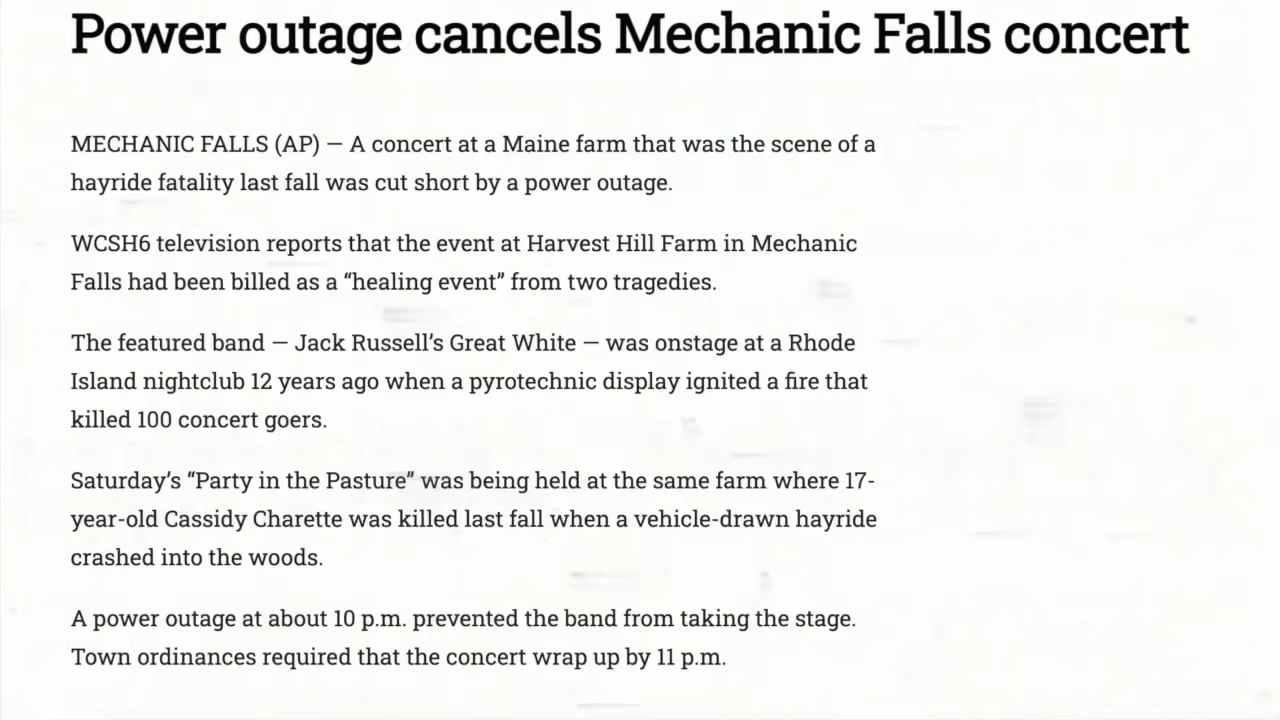 Power outage cancels Mechanic Falls concert
MECHANIC FALLS (AP) — A concert at a Maine farm that was the scene of a
hayride fatality last fall was cut short by a power outage.
WCSH6 television reports that the event at Harvest Hill Farm in Mechanic
Falls had been billed as a “healing event” from two tragedies.
The featured band — Jack Russell’s Great White — was onstage at a Rhode
Island nightclub 12 years ago when a pyrotechnic display ignited a fire that
killed 100 concert goers.
Saturday’s “Party in the Pasture” was being held at the same farm where 17-
year-old Cassidy Charette was killed last fall when a vehicle-drawn hayride
crashed into the woods.
A power outage at about 10 p.m. prevented the band from taking the stage.
Town ordinances required that the concert wrap up by 11 p.m.